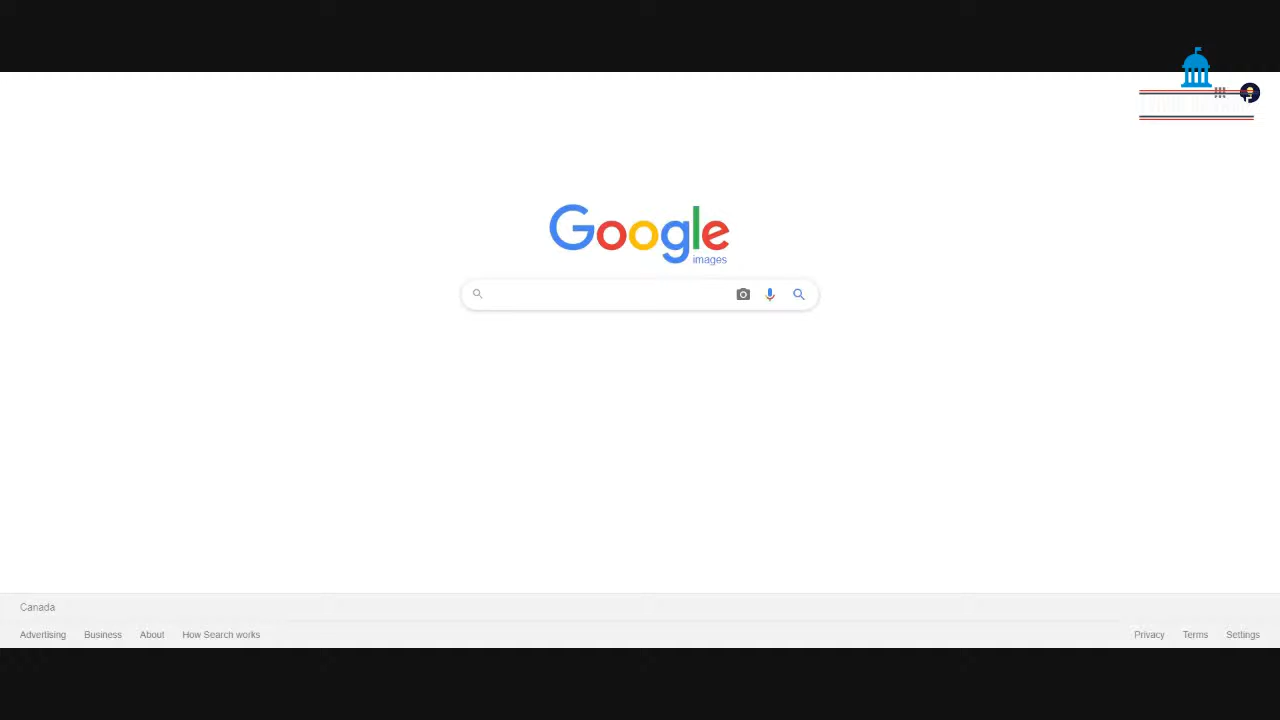 Google
images
Canada
Advertising Business About How Search works Privacy Terms Settings